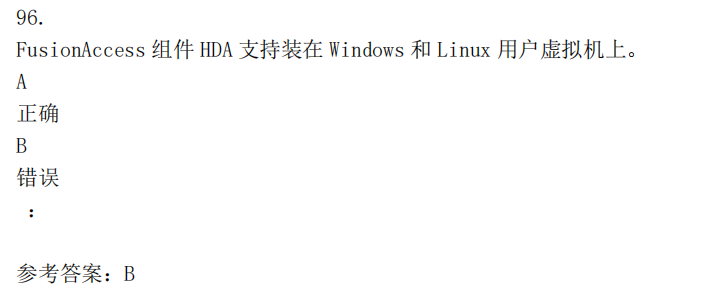 96.
FusionAccess 组件 HDA 支持装在 Windows 和 Linux 用户虚拟机上。
A
正确
B
错误
：
参考答案：B